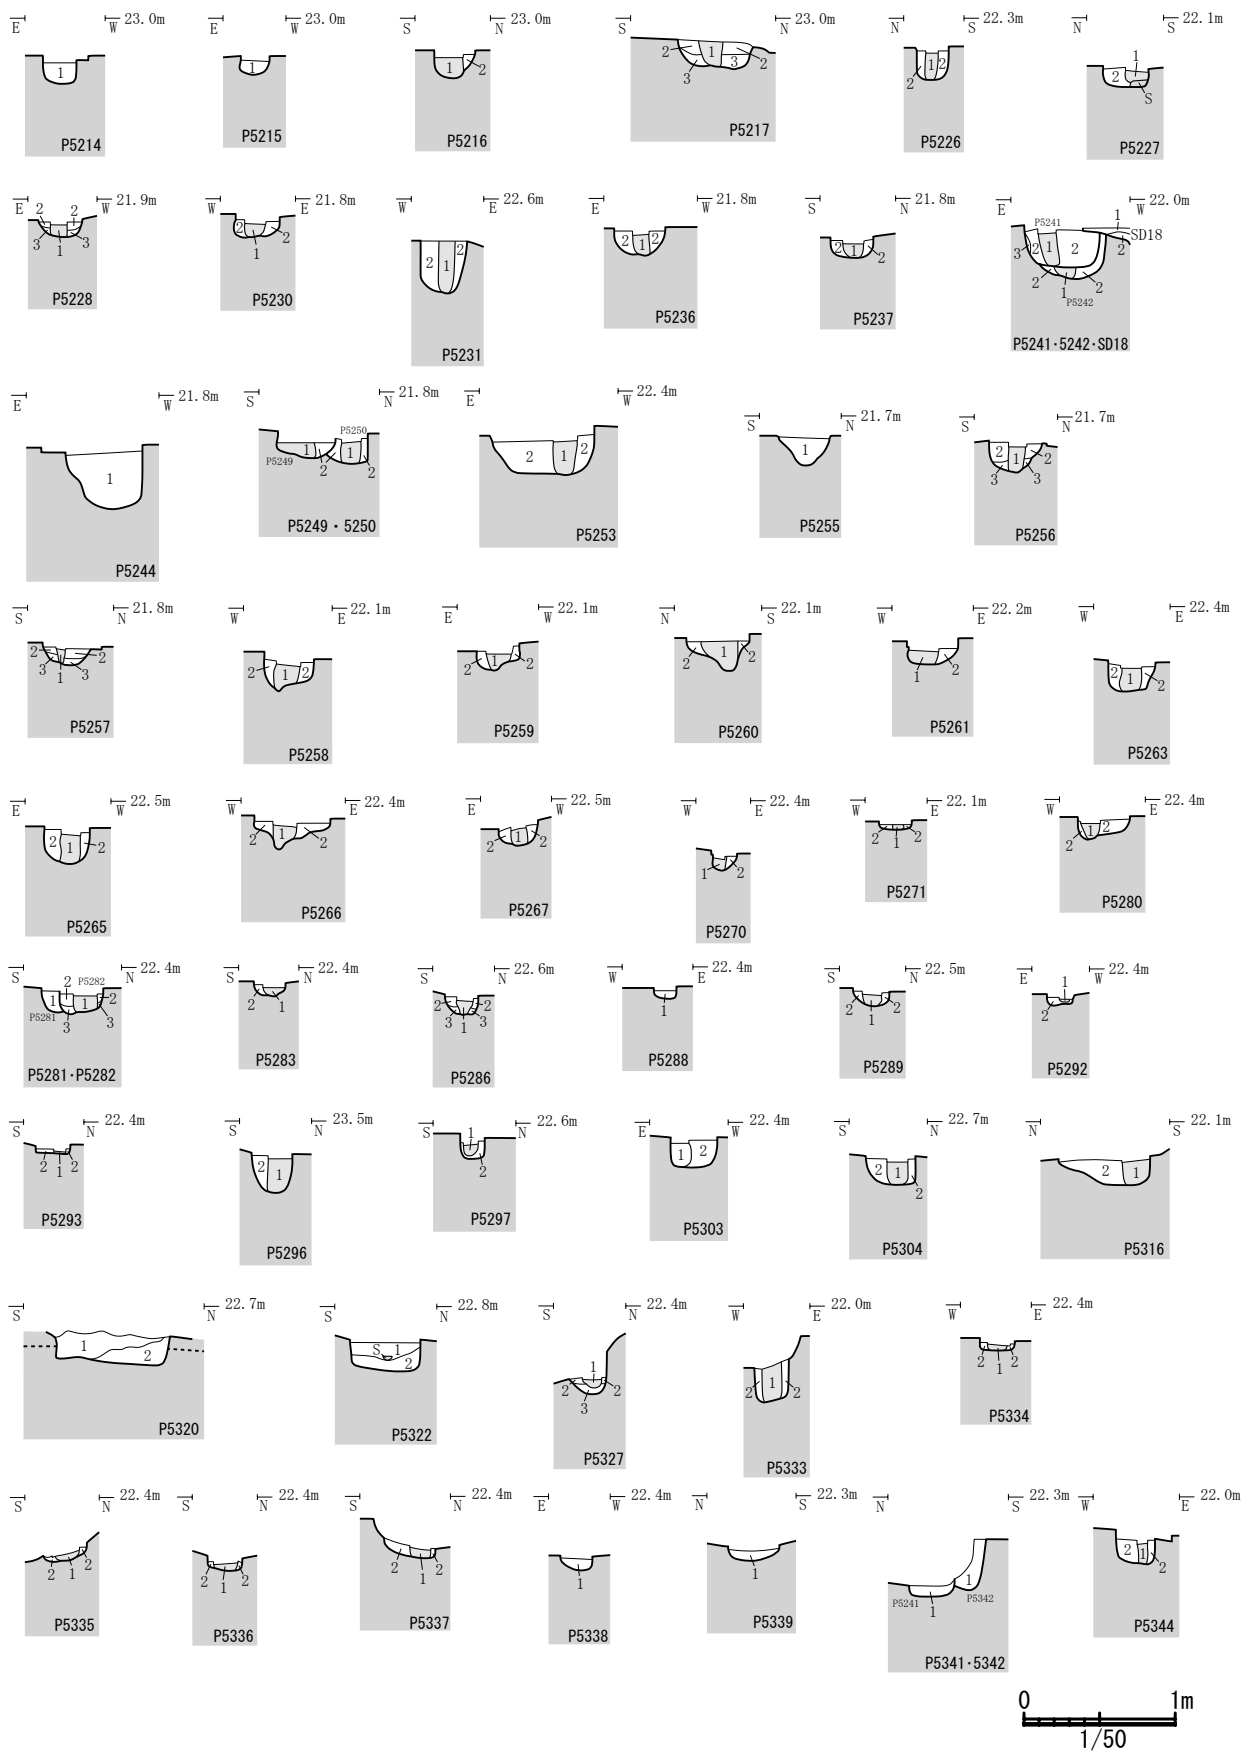 E W 23.0m E W 23.0m S N 23.0m S N 23.0m N S 22.3m N S 22.1m
1 P5214
1 P5215
1 2 P5216
2 1 3 3 2 P5217
2 1 2 P5226
1 2 S P5227
E W 21.9m W E 21.8m W E 22.6m E W 21.8m S N 21.8m E W 22.0m
2 2 3 1 3 P5228
2 1 2 P5230
2 1 2 P5231
2 1 2 P5236
2 1 2 P5237
P5241 1 SD18 3 2 1 2 2 2 1 2 P5242 P5241・5242・SD18
E W 21.8m S N 21.8m E W 22.4m S N 21.7m S N 21.7m
1 P5244
P5250 1 1 P5249 2 2 P5249・5250
2 1 2 P5253
1 P5255
2 1 2 3 3 P5256
S N 21.8m W E 22.1m E W 22.1m N S 22.1m W E 22.2m W E 22.4m
2 2 3 1 3 P5257
2 1 2 P5258
2 1 2 P5259
2 1 2 P5260
1 2 P5261
2 1 2 P5263
E W 22.5m W E 22.4m E W 22.5m W E 22.4m W E 22.1m W E 22.4m
2 1 2 P5265
2 1 2 P5266
2 1 2 P5267
1 2 P5270
2 1 2 P5271
2 1 2 P5280
S N 22.4m S N 22.4m S N 22.6m W E 22.4m S N 22.5m E W 22.4m
2 P5282 1 1 2 P5281 3 3 P5281・P5282
2 1 P5283
2 2 3 1 3 P5286
1 P5288
2 1 2 P5289
1 2 P5292
S N 22.4m S N 23.5m S N 22.6m E W 22.4m S N 22.7m N S 22.1m
2 1 2 P5293
2 1 P5296
1 2 P5297
1 2 P5303
2 1 2 P5304
2 1 P5316
S N 22.7m S N 22.8m S N 22.4m W E 22.0m W E 22.4m
1 2 P5320
S 1 2 P5322
1 2 2 3 P5327
2 1 2 P5333
2 1 2 P5334
S N 22.4m S N 22.4m S N 22.4m E W 22.4m N S 22.3m N S 22.3m W E 22.0m
2 1 2 P5335
2 1 2 P5336
2 1 2 P5337
1 P5338
1 P5339
1 P5241 1 P5342 P5341・5342
2 1 2 P5344
0 1m
1/50